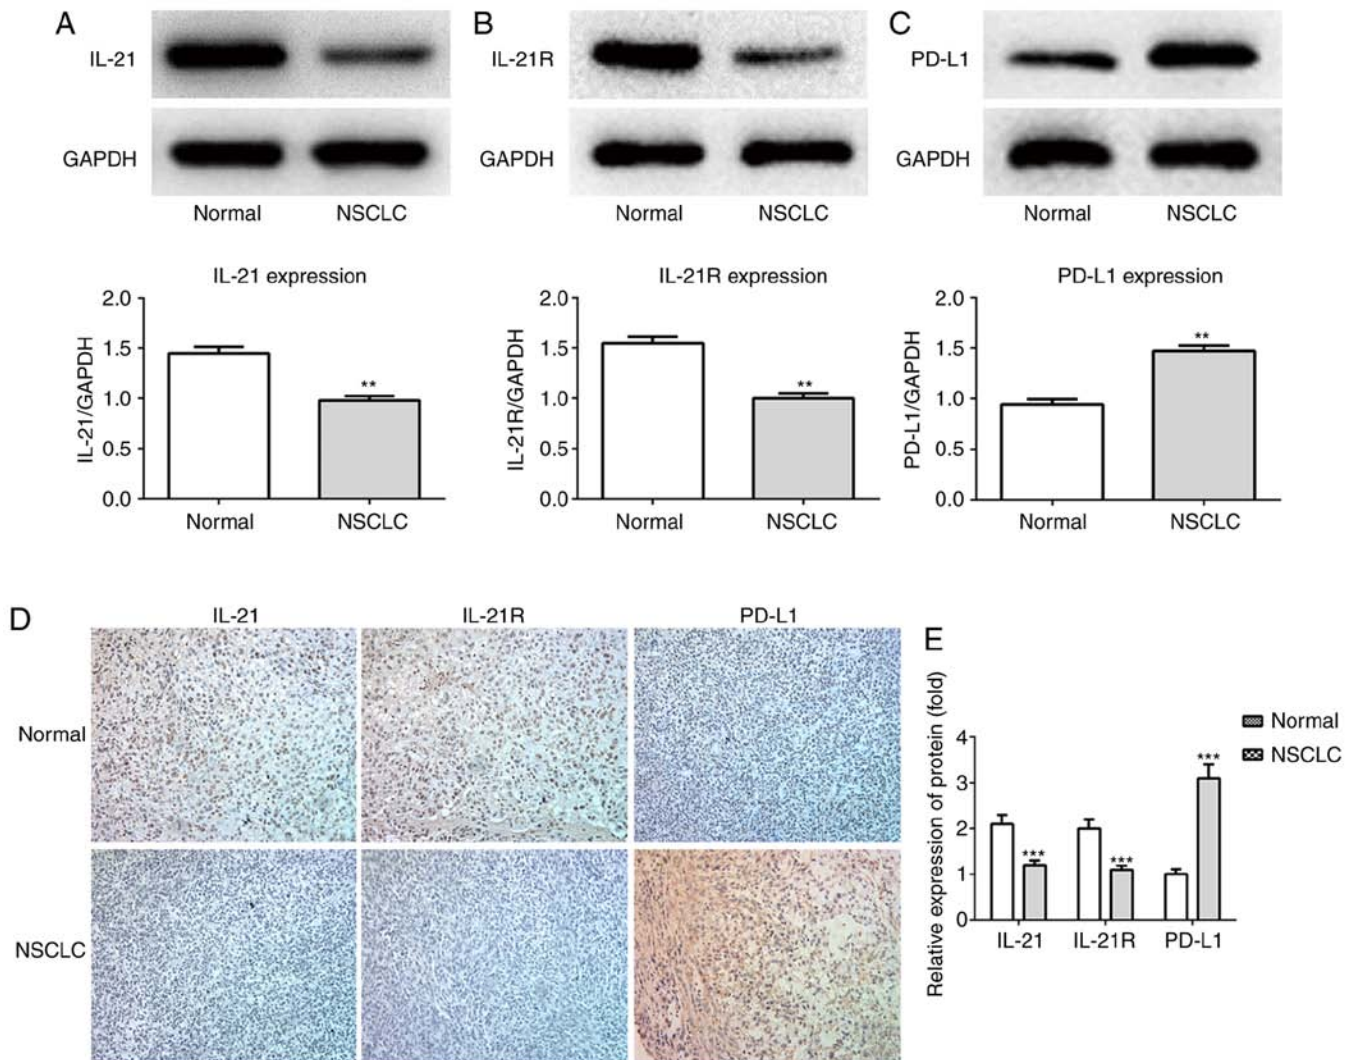 A
IL-21
GAPDH
Normal NSCLC
B
IL-21R
GAPDH
Normal NSCLC
C
PD-L1
GAPDH
Normal NSCLC
IL-21 expression
IL-21/GAPDH
2.0
1.5
1.0
0.5
0.0
**
Normal NSCLC
IL-21R expression
IL-21R/GAPDH
2.0
1.5
1.0
0.5
0.0
**
Normal NSCLC
PD-L1 expression
PD-L1/GAPDH
2.0
1.5
1.0
0.5
0.0
**
Normal NSCLC
D
IL-21 IL-21R PD-L1
Normal
NSCLC
E
Relative expression of protein (fold)
4
3
2
1
0
*** *** ***
IL-21 IL-21R PD-L1
Normal
NSCLC